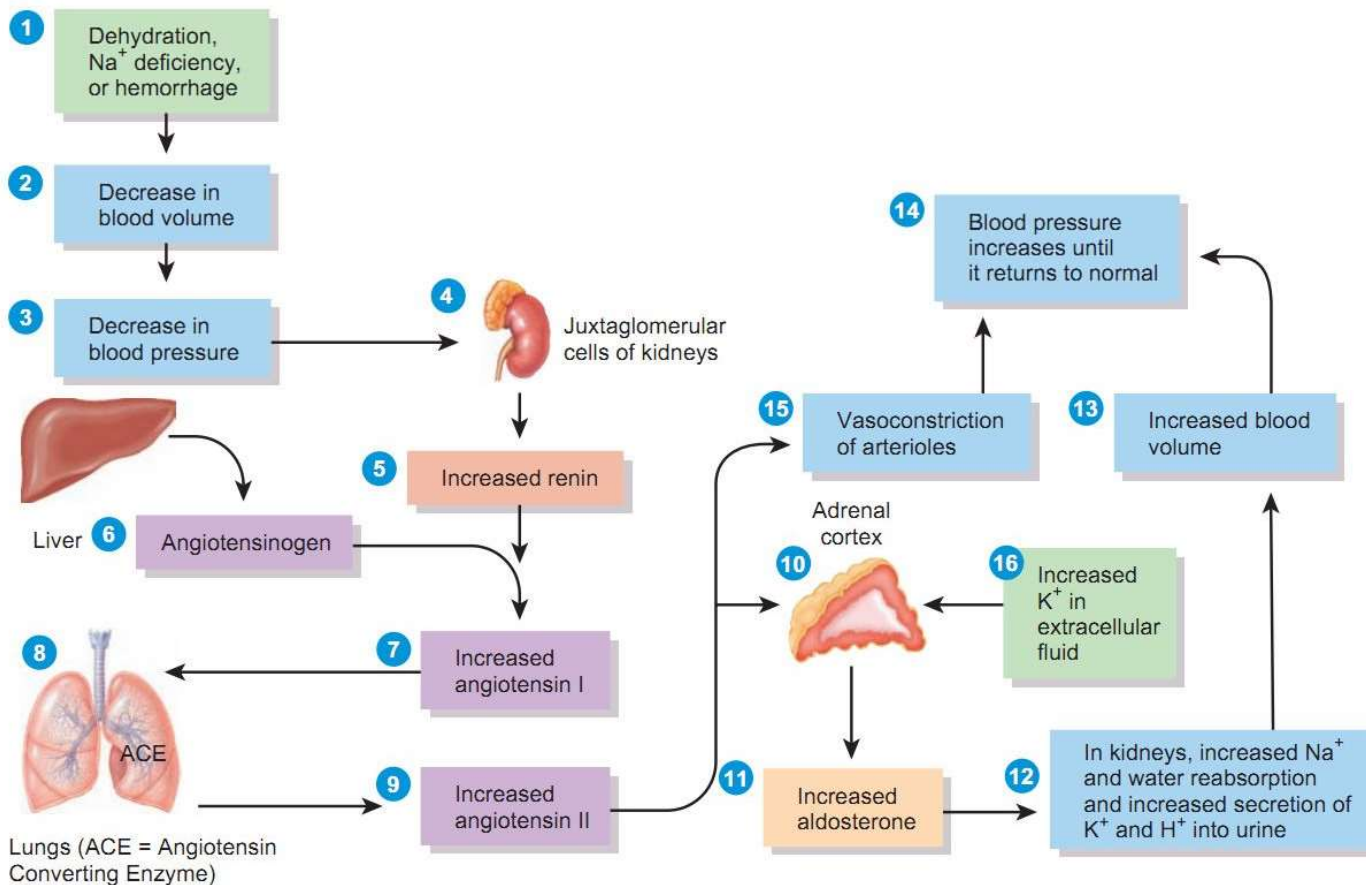 1
Dehydration,
Na+ deficiency,
or hemorrhage
2
Decrease in
blood volume
3
Decrease in
blood pressure
4
Juxtaglomerular
cells of kidneys
5
Increased renin
Liver
6
Angiotensinogen
7
Increased
angiotensin I
8
ACE
Lungs (ACE = Angiotensin
Converting Enzyme)
9
Increased
angiotensin II
Adrenal
cortex
10
11
Increased
aldosterone
12
In kidneys, increased Na+
and water reabsorption
and increased secretion of
K+ and H+ into urine
13
Increased blood
volume
14
Blood pressure
increases until
it returns to normal
15
Vasoconstriction
of arterioles
16
Increased
K+ in
extracellular
fluid